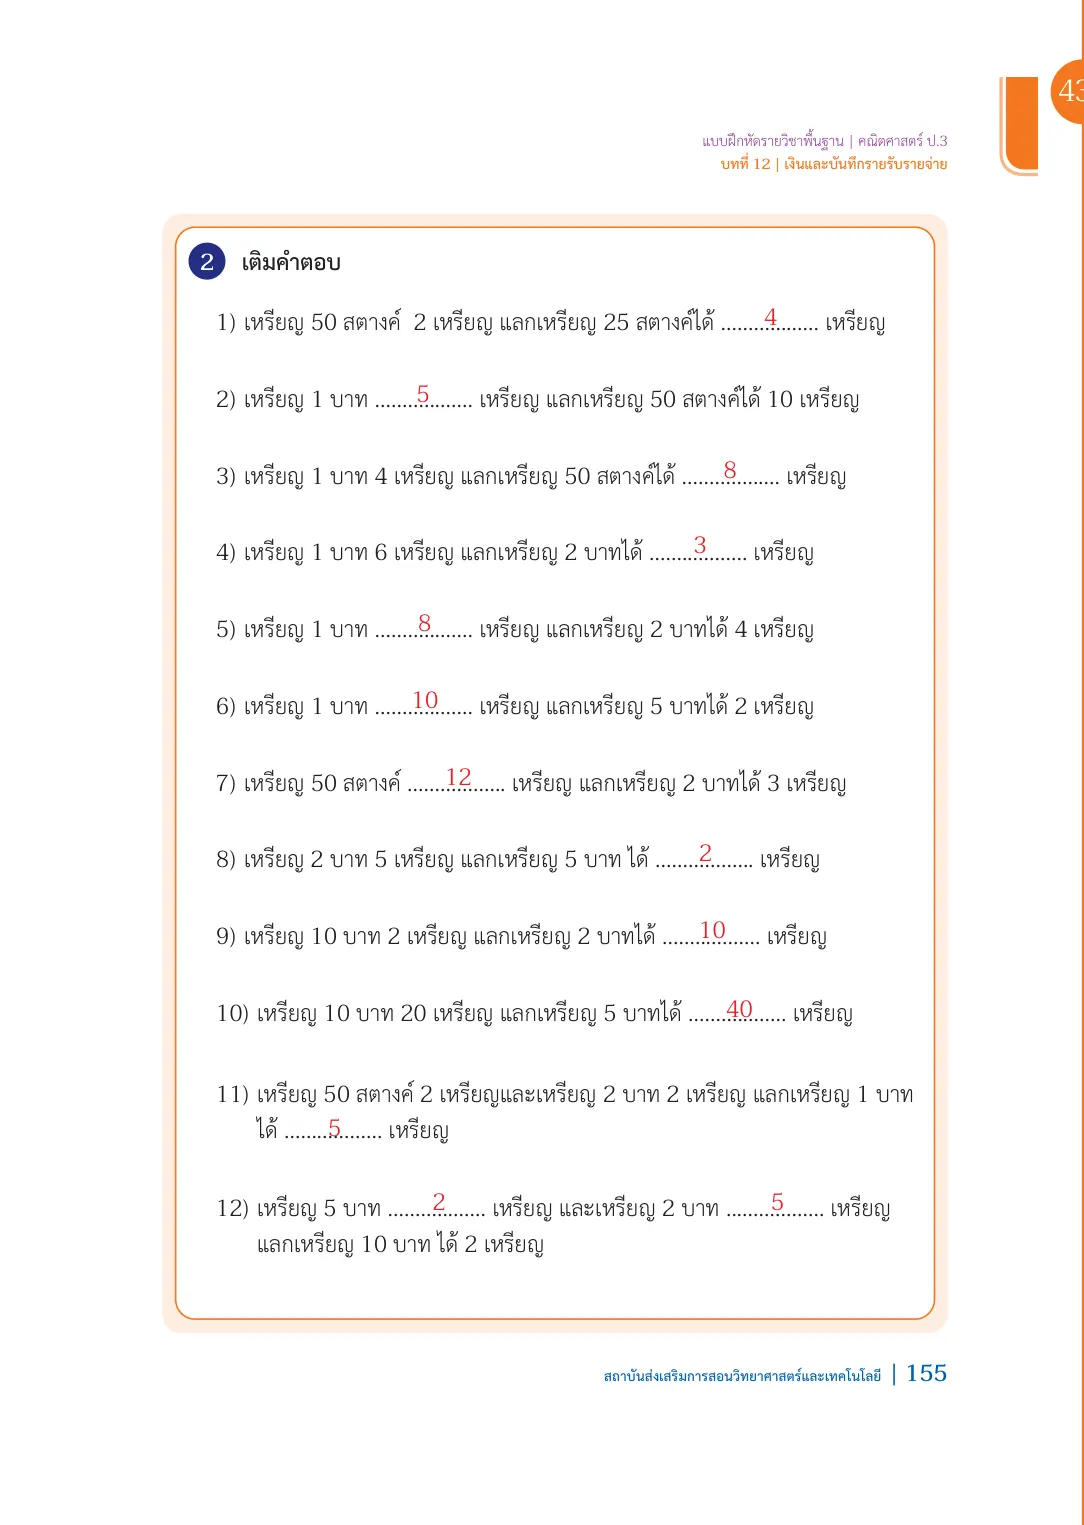 43
แบบฝึกหัดรายวิชาพื้นฐาน | คณิตศาสตร์ ป.3
บทที่ 12 | เงินและบันทึกรายรับรายจ่าย
2 เติมคำตอบ
1) เหรียญ 50 สตางค์ 2 เหรียญ แลกเหรียญ 25 สตางค์ได้ ........4........ เหรียญ
2) เหรียญ 1 บาท ........5........ เหรียญ แลกเหรียญ 50 สตางค์ได้ 10 เหรียญ
3) เหรียญ 1 บาท 4 เหรียญ แลกเหรียญ 50 สตางค์ได้ ........8........ เหรียญ
4) เหรียญ 1 บาท 6 เหรียญ แลกเหรียญ 2 บาทได้ ........3........ เหรียญ
5) เหรียญ 1 บาท ........8........ เหรียญ แลกเหรียญ 2 บาทได้ 4 เหรียญ
6) เหรียญ 1 บาท ........10........ เหรียญ แลกเหรียญ 5 บาทได้ 2 เหรียญ
7) เหรียญ 50 สตางค์ ........12........ เหรียญ แลกเหรียญ 2 บาทได้ 3 เหรียญ
8) เหรียญ 2 บาท 5 เหรียญ แลกเหรียญ 5 บาท ได้ ........2........ เหรียญ
9) เหรียญ 10 บาท 2 เหรียญ แลกเหรียญ 2 บาทได้ ........10........ เหรียญ
10) เหรียญ 10 บาท 20 เหรียญ แลกเหรียญ 5 บาทได้ ........40........ เหรียญ
11) เหรียญ 50 สตางค์ 2 เหรียญและเหรียญ 2 บาท 2 เหรียญ แลกเหรียญ 1 บาท
ได้ ........5........ เหรียญ
12) เหรียญ 5 บาท ........2........ เหรียญ และเหรียญ 2 บาท ........5........ เหรียญ
แลกเหรียญ 10 บาท ได้ 2 เหรียญ
สถาบันส่งเสริมการสอนวิทยาศาสตร์และเทคโนโลยี | 155